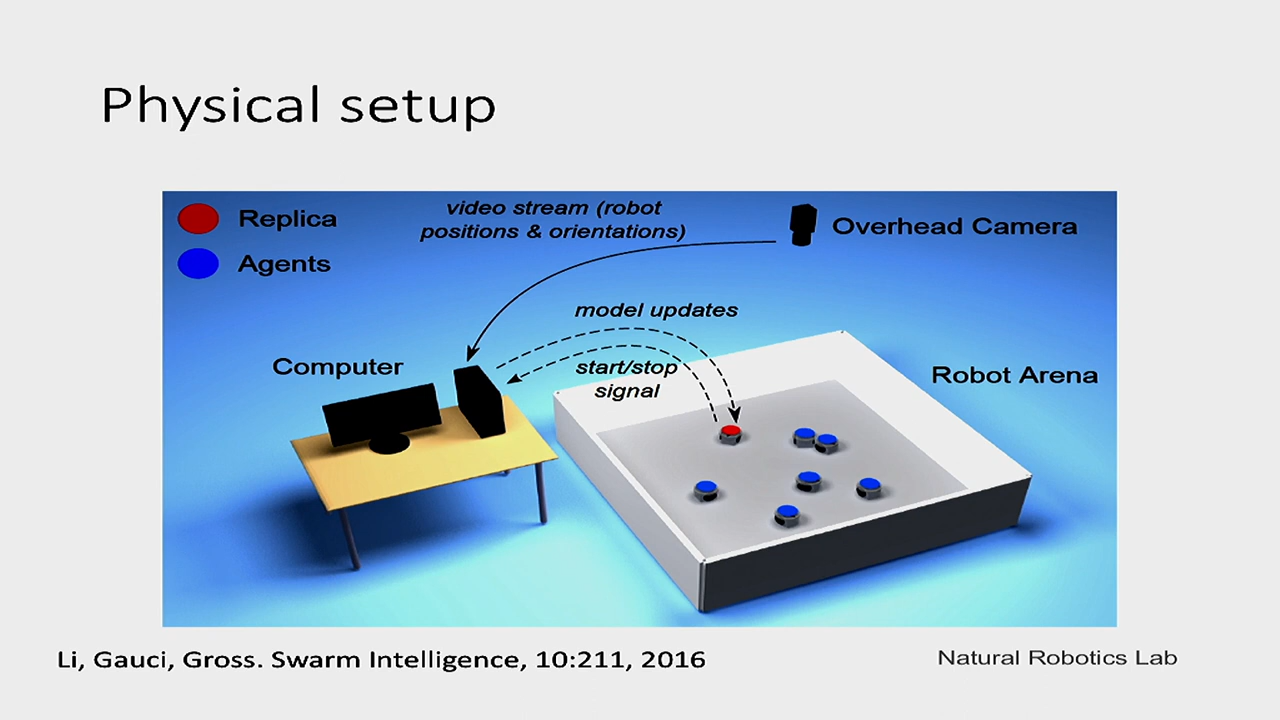 Physical setup
Replica
Agents
video stream (robot
positions & orientations)
Overhead Camera
model updates
start/stop
signal
Computer
Robot Arena
Li, Gauci, Gross. Swarm Intelligence, 10:211, 2016
Natural Robotics Lab